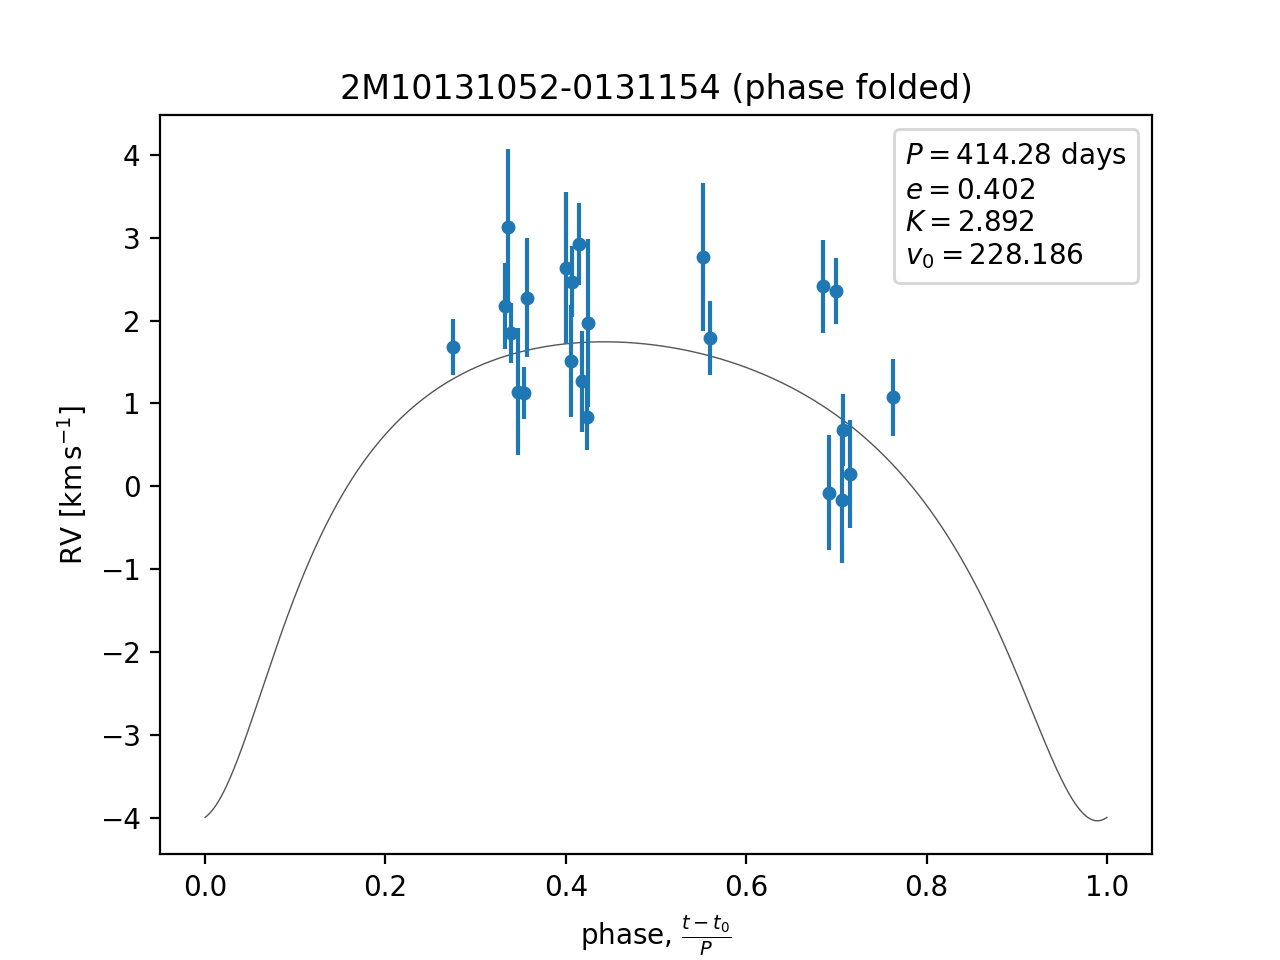 2M10131052-0131154 (phase folded)
P = 414.28 days
e = 0.402
K = 2.892
v₀ = 228.186
RV [km s⁻¹]
4
3
2
1
0
−1
−2
−3
−4
0.0 0.2 0.4 0.6 0.8 1.0
phase, (t − t₀)/P